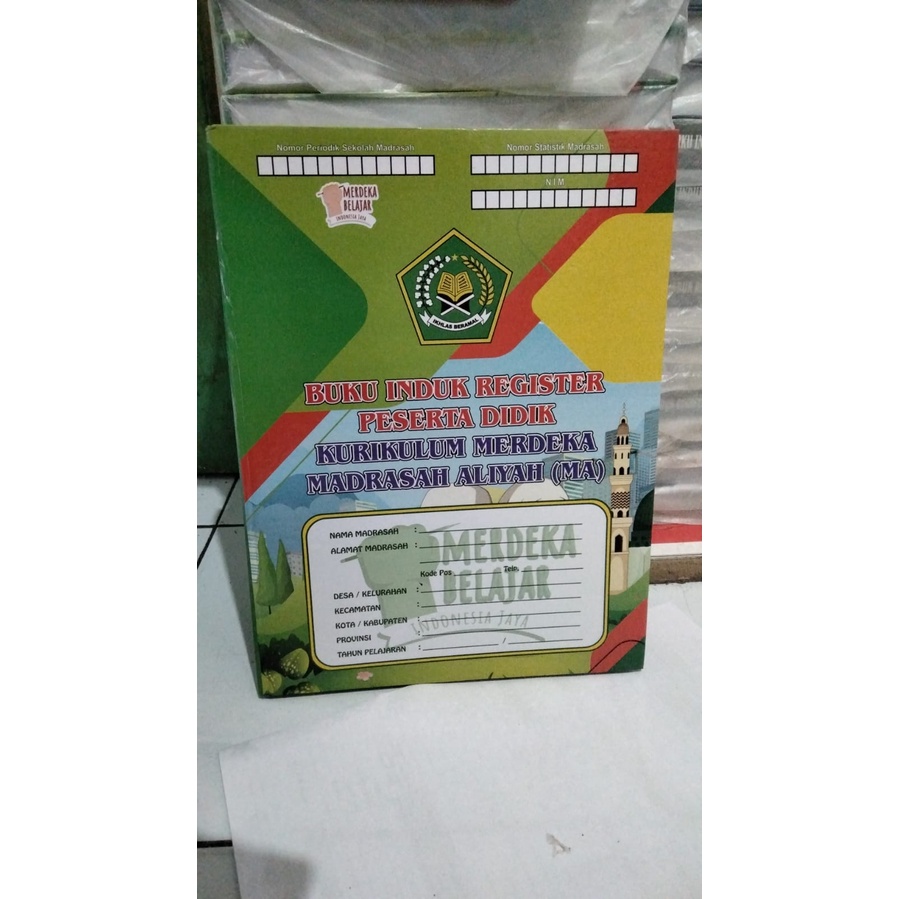 Nomor Periodik Sekolah Madrasah
Nomor Statistik Madrasah
N I M
MERDEKA
BELAJAR
INDONESIA JAYA
IKHLAS BERAMAL
BUKU INDUK REGISTER
PESERTA DIDIK
KURIKULUM MERDEKA
MADRASAH ALIYAH (MA)
MERDEKA
BELAJAR
INDONESIA JAYA
NAMA MADRASAH :
ALAMAT MADRASAH :
Kode Pos Telp.
DESA / KELURAHAN :
KECAMATAN :
KOTA / KABUPATEN :
PROVINSI :
TAHUN PELAJARAN : /